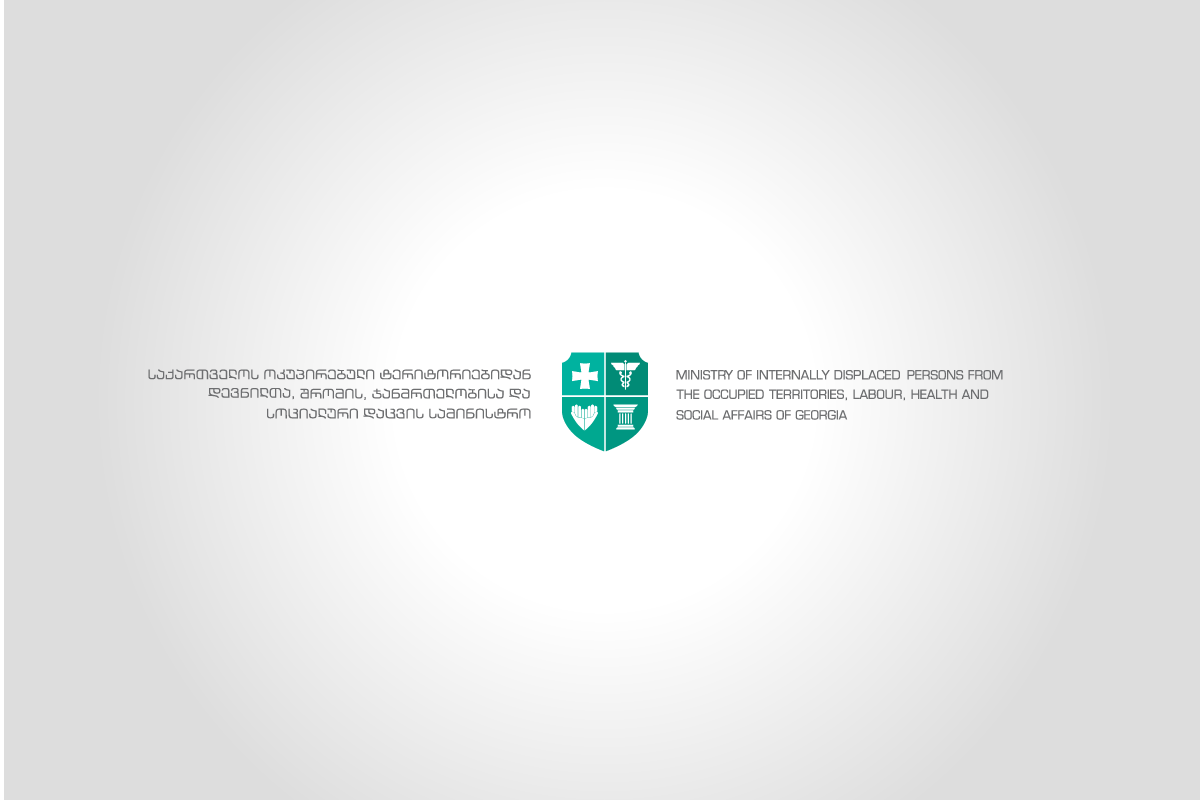 საქართველოს ოკუპირებული ტერიტორიებიდან
დევნილთა, შრომის, ჯანმრთელობისა და
სოციალური დაცვის სამინისტრო
MINISTRY OF INTERNALLY DISPLACED PERSONS FROM
THE OCCUPIED TERRITORIES, LABOUR, HEALTH AND
SOCIAL AFFAIRS OF GEORGIA